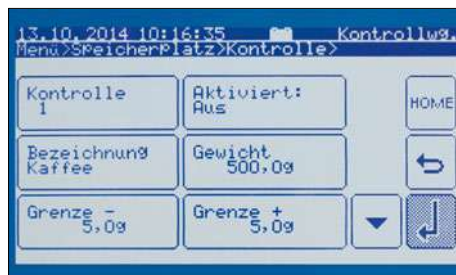 13.10.2014 10:16:35 Kontrollwg.
Menü>Speicherplatz>Kontrolle>
Kontrolle
1
Aktiviert:
Aus
HOME
Bezeichnung
Kaffee
Gewicht
500,0g
Grenze -
5,0g
Grenze +
5,0g